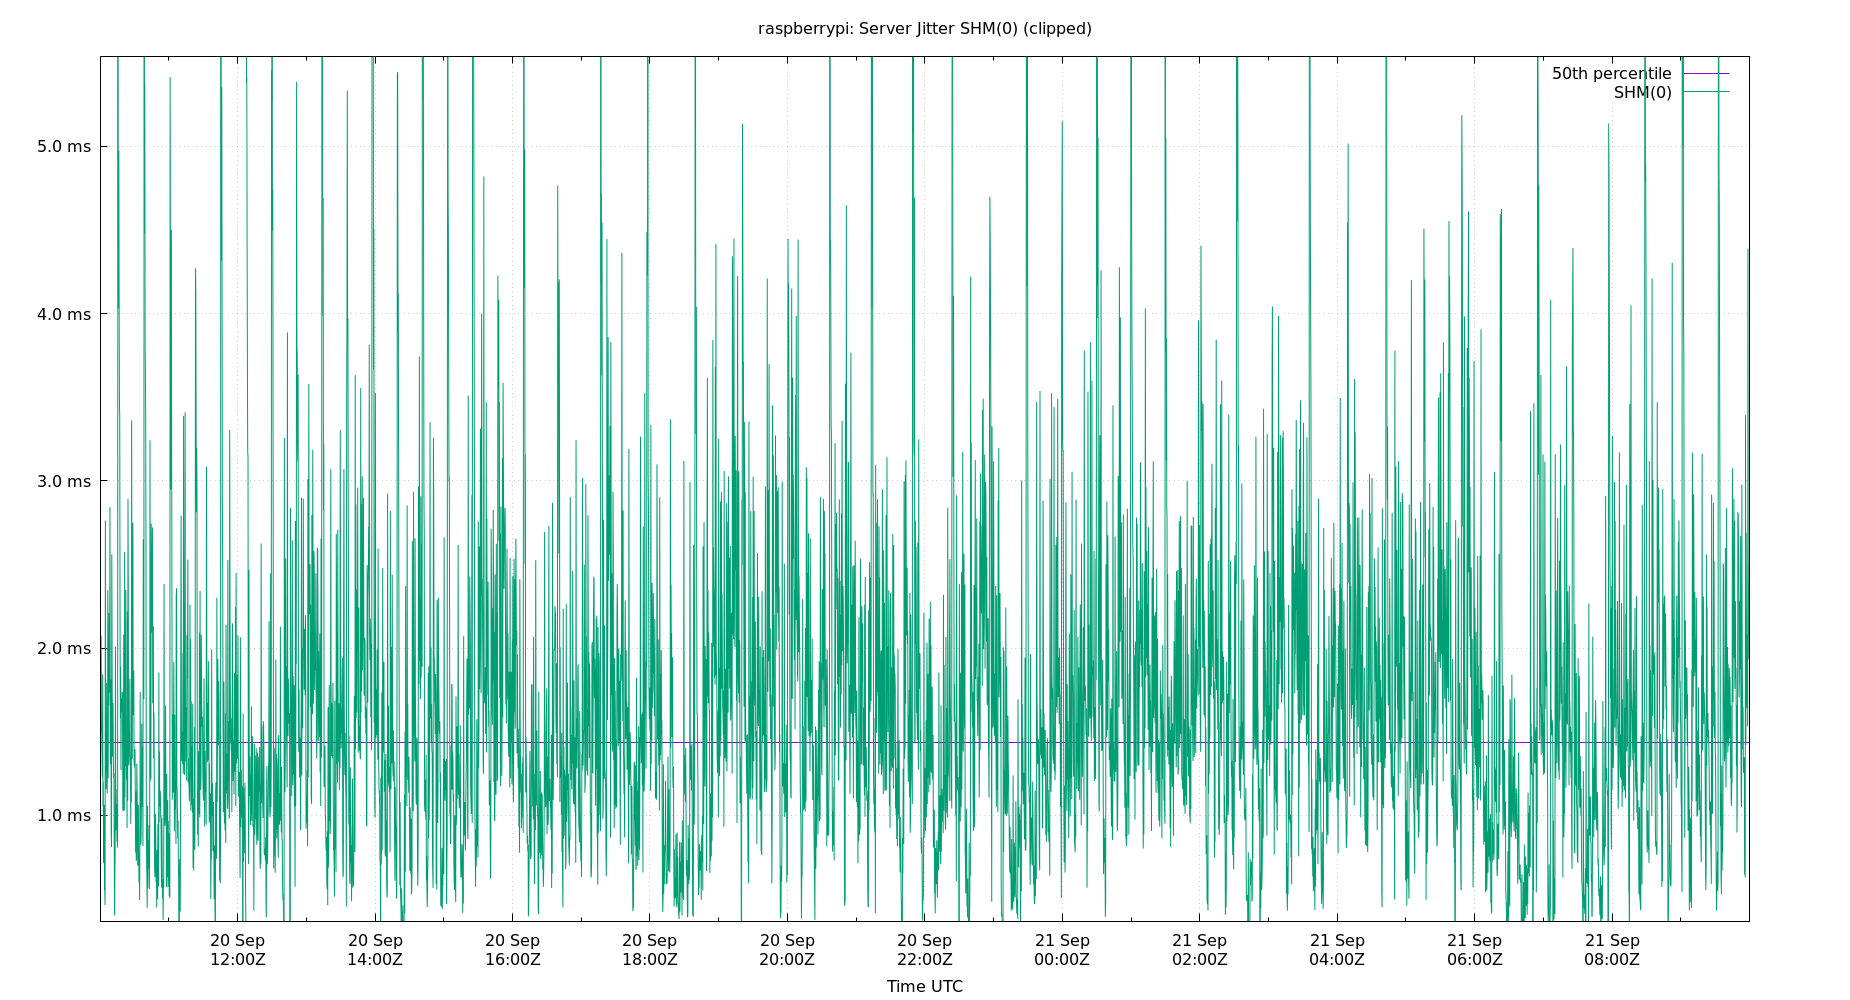 raspberrypi: Server Jitter SHM(0) (clipped)
50th percentile
SHM(0)
5.0 ms
4.0 ms
3.0 ms
2.0 ms
1.0 ms
20 Sep 20 Sep 20 Sep 20 Sep 20 Sep 20 Sep 21 Sep 21 Sep 21 Sep 21 Sep 21 Sep
12:00Z 14:00Z 16:00Z 18:00Z 20:00Z 22:00Z 00:00Z 02:00Z 04:00Z 06:00Z 08:00Z
Time UTC